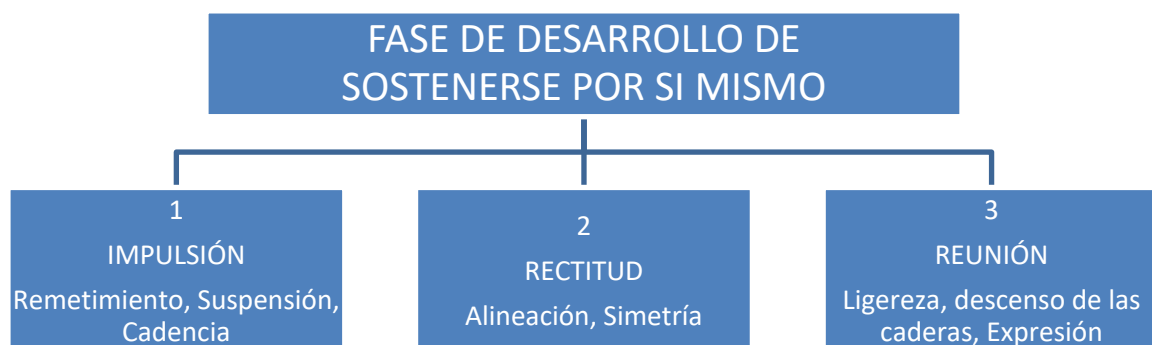 FASE DE DESARROLLO DE
SOSTENERSE POR SI MISMO
1
IMPULSIÓN
Remetimiento, Suspensión,
Cadencia
2
RECTITUD
Alineación, Simetría
3
REUNIÓN
Ligereza, descenso de las
caderas, Expresión